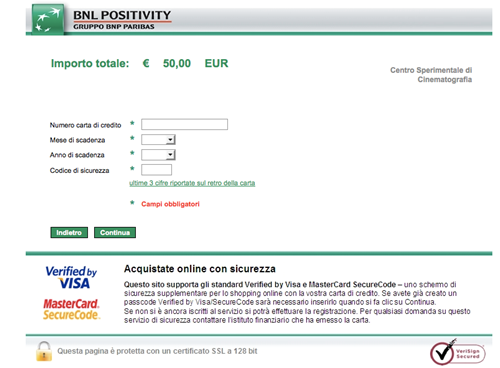 BNL POSITIVITY
GRUPPO BNP PARIBAS
Importo totale: € 50,00 EUR
Centro Sperimentale di
Cinematografia
Numero carta di credito *
Mese di scadenza *
Anno di scadenza *
Codice di sicurezza *
ultime 3 cifre riportate sul retro della carta
* Campi obbligatori
Indietro Continua
Verified by
VISA
MasterCard.
SecureCode.
Acquistate online con sicurezza
Questo sito supporta gli standard Verified by Visa e MasterCard SecureCode – uno schermo di
sicurezza supplementare per lo shopping online con la vostra carta di credito. Se avete già creato un
passcode Verified by Visa/SecureCode sarà necessario inserirlo quando si fa clic su Continua.
Se non si è ancora iscritti al servizio si potrà effettuare la registrazione. Per qualsiasi domanda su questo
servizio di sicurezza contattare l'istituto finanziario che ha emesso la carta.
Questa pagina è protetta con un certificato SSL a 128 bit
VeriSign
Secured